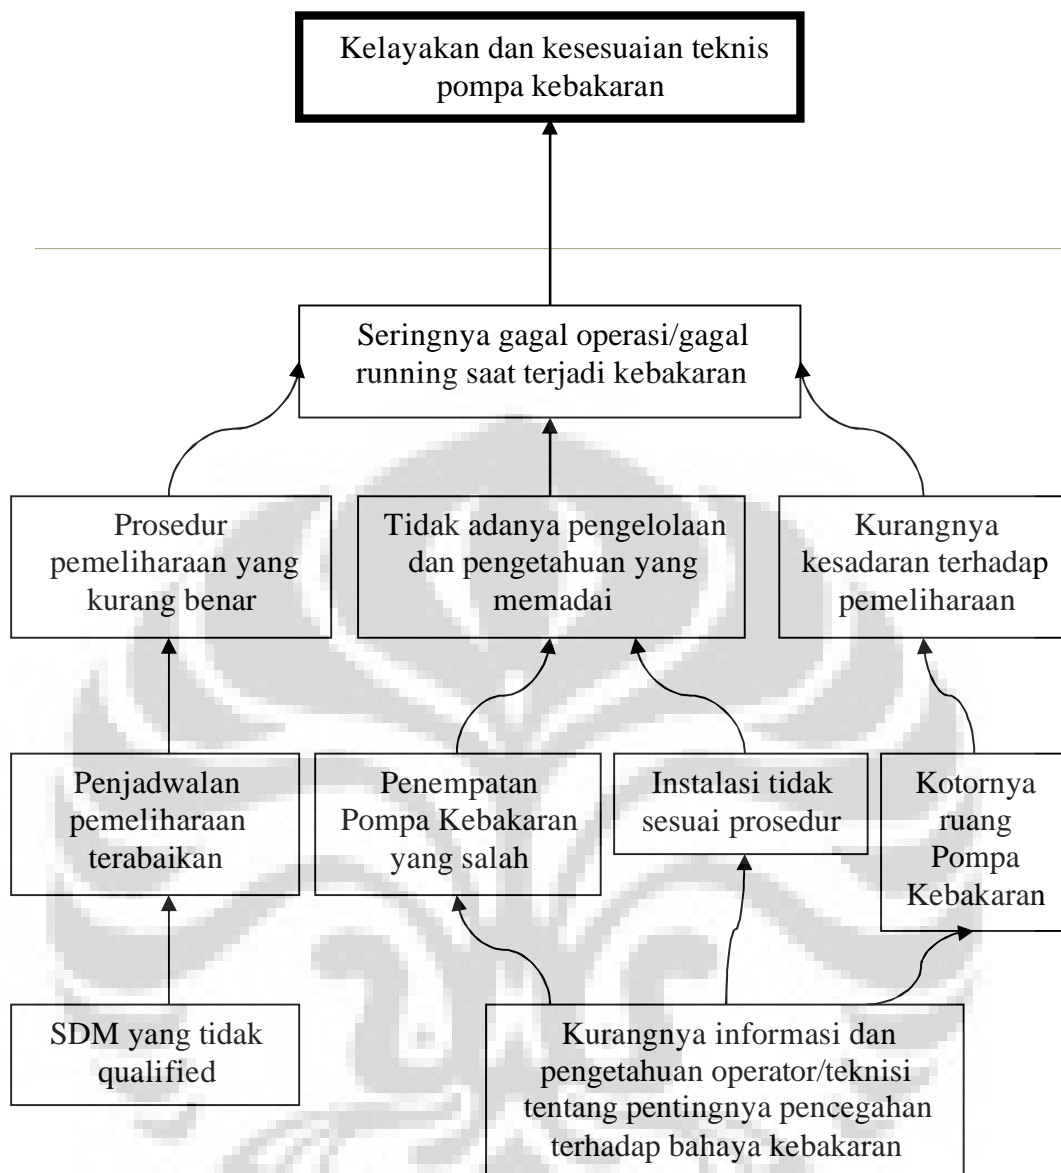 Kelayakan dan kesesuaian teknis
pompa kebakaran
Seringnya gagal operasi/gagal
running saat terjadi kebakaran
Prosedur
pemeliharaan yang
kurang benar
Tidak adanya pengelolaan
dan pengetahuan yang
memadai
Kurangnya
kesadaran terhadap
pemeliharaan
Penjadwalan
pemeliharaan
terabaikan
Penempatan
Pompa Kebakaran
yang salah
Instalasi tidak
sesuai prosedur
Kotornya
ruang
Pompa
Kebakaran
SDM yang tidak
qualified
Kurangnya informasi dan
pengetahuan operator/teknisi
tentang pentingnya pencegahan
terhadap bahaya kebakaran